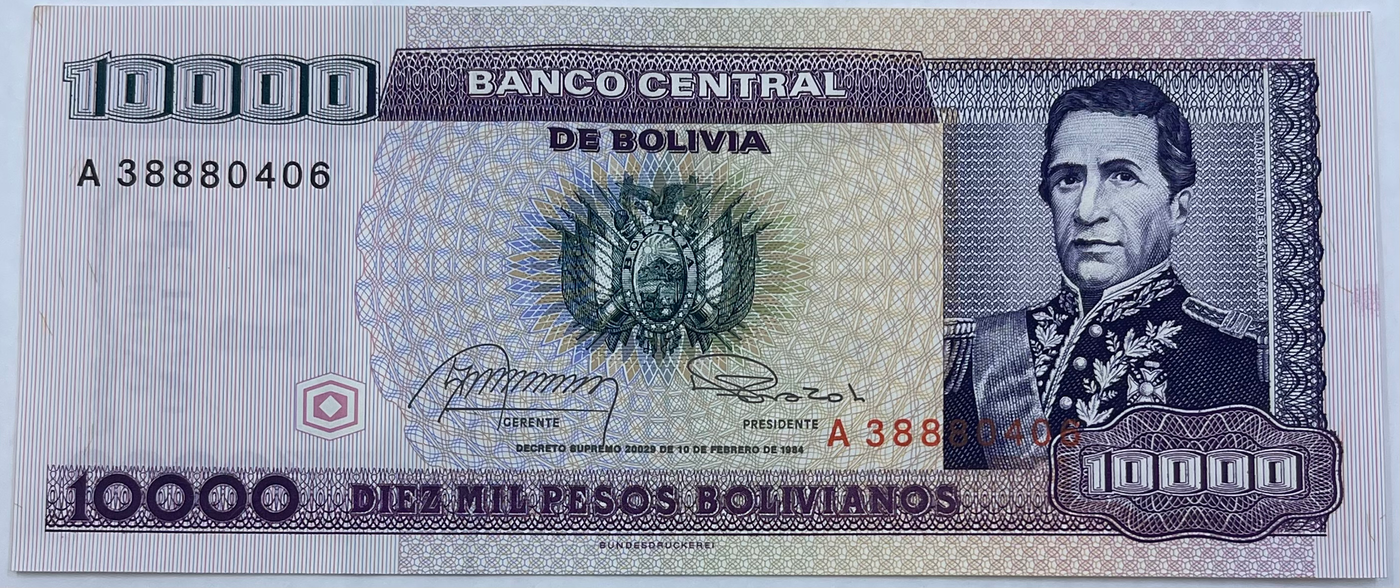 10000
BANCO CENTRAL
DE BOLIVIA
A 38880406
BOLIVIA
GERENTE
PRESIDENTE
A 38880406
DECRETO SUPREMO 20029 DE 10 DE FEBRERO DE 1984
10000
DIEZ MIL PESOS BOLIVIANOS
10000
BUNDESDRUCKEREI